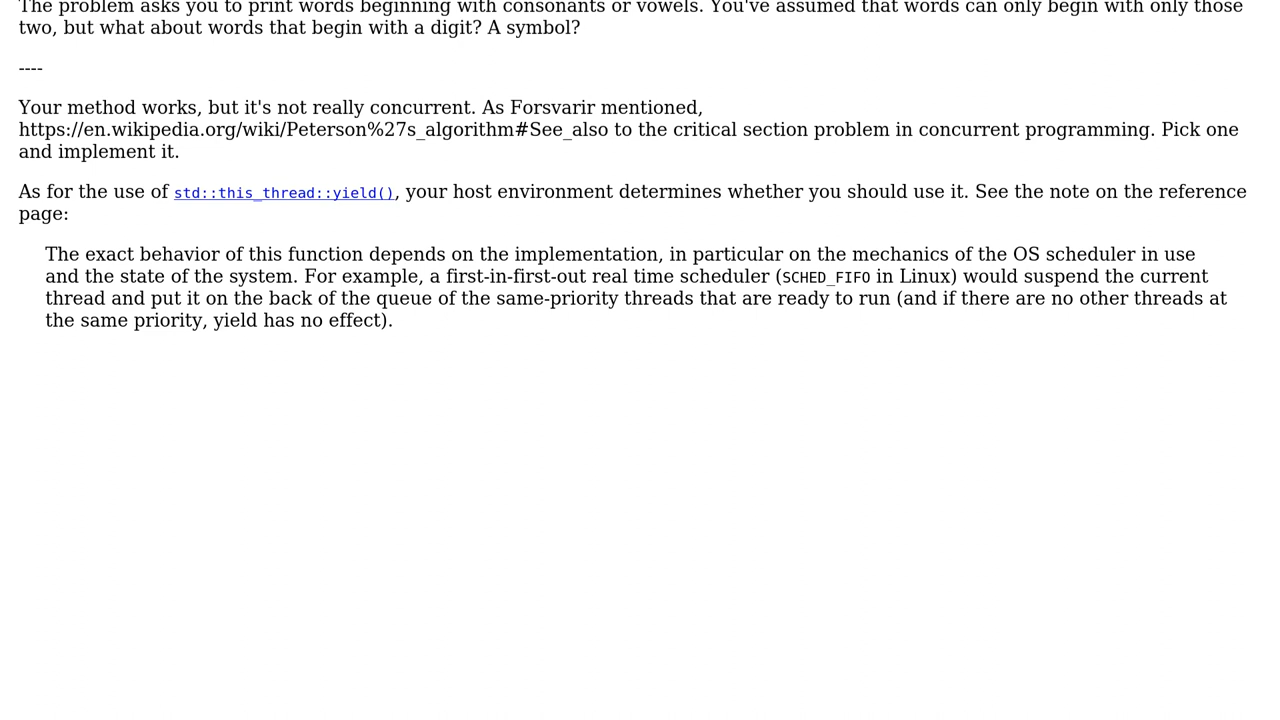 The problem asks you to print words beginning with consonants or vowels. You've assumed that words can only begin with only those
two, but what about words that begin with a digit? A symbol?
----
Your method works, but it's not really concurrent. As Forsvarir mentioned,
https://en.wikipedia.org/wiki/Peterson%27s_algorithm#See_also to the critical section problem in concurrent programming. Pick one
and implement it.
As for the use of std::this_thread::yield(), your host environment determines whether you should use it. See the note on the reference
page:
The exact behavior of this function depends on the implementation, in particular on the mechanics of the OS scheduler in use
and the state of the system. For example, a first-in-first-out real time scheduler (SCHED_FIFO in Linux) would suspend the current
thread and put it on the back of the queue of the same-priority threads that are ready to run (and if there are no other threads at
the same priority, yield has no effect).